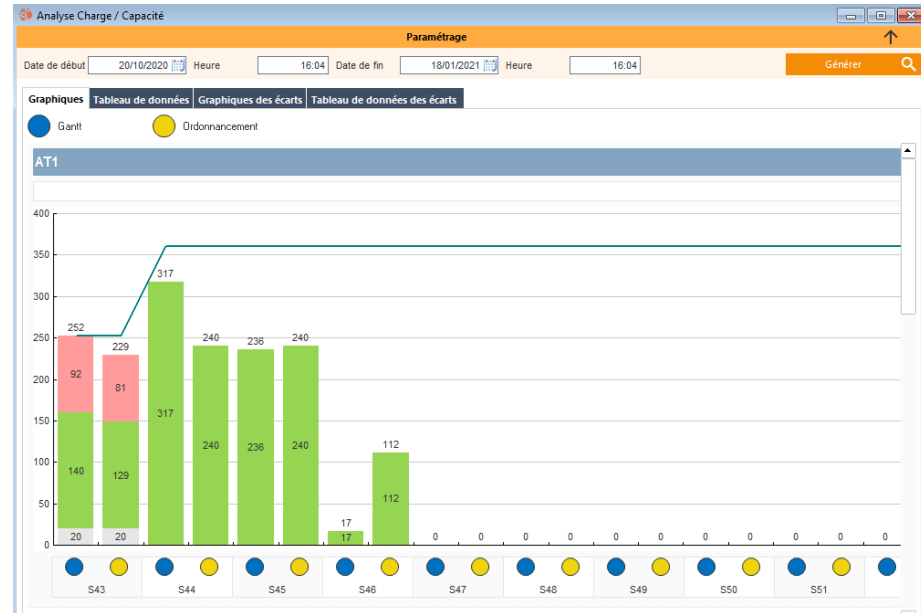 Analyse Charge / Capacité
Paramétrage
Date de début 20/10/2020 Heure 16:04 Date de fin 18/01/2021 Heure 16:04 Générer
Graphiques Tableau de données Graphiques des écarts Tableau de données des écarts
Gantt Ordonnancement
AT1
400
350
317
300
252
250 229 240 236 240
200 92 81
150 317 240 236 240
112
100 140 129
112
50
20 20 17 17 0 0 0 0 0 0 0 0 0 0 0
0
S43 S44 S45 S46 S47 S48 S49 S50 S51